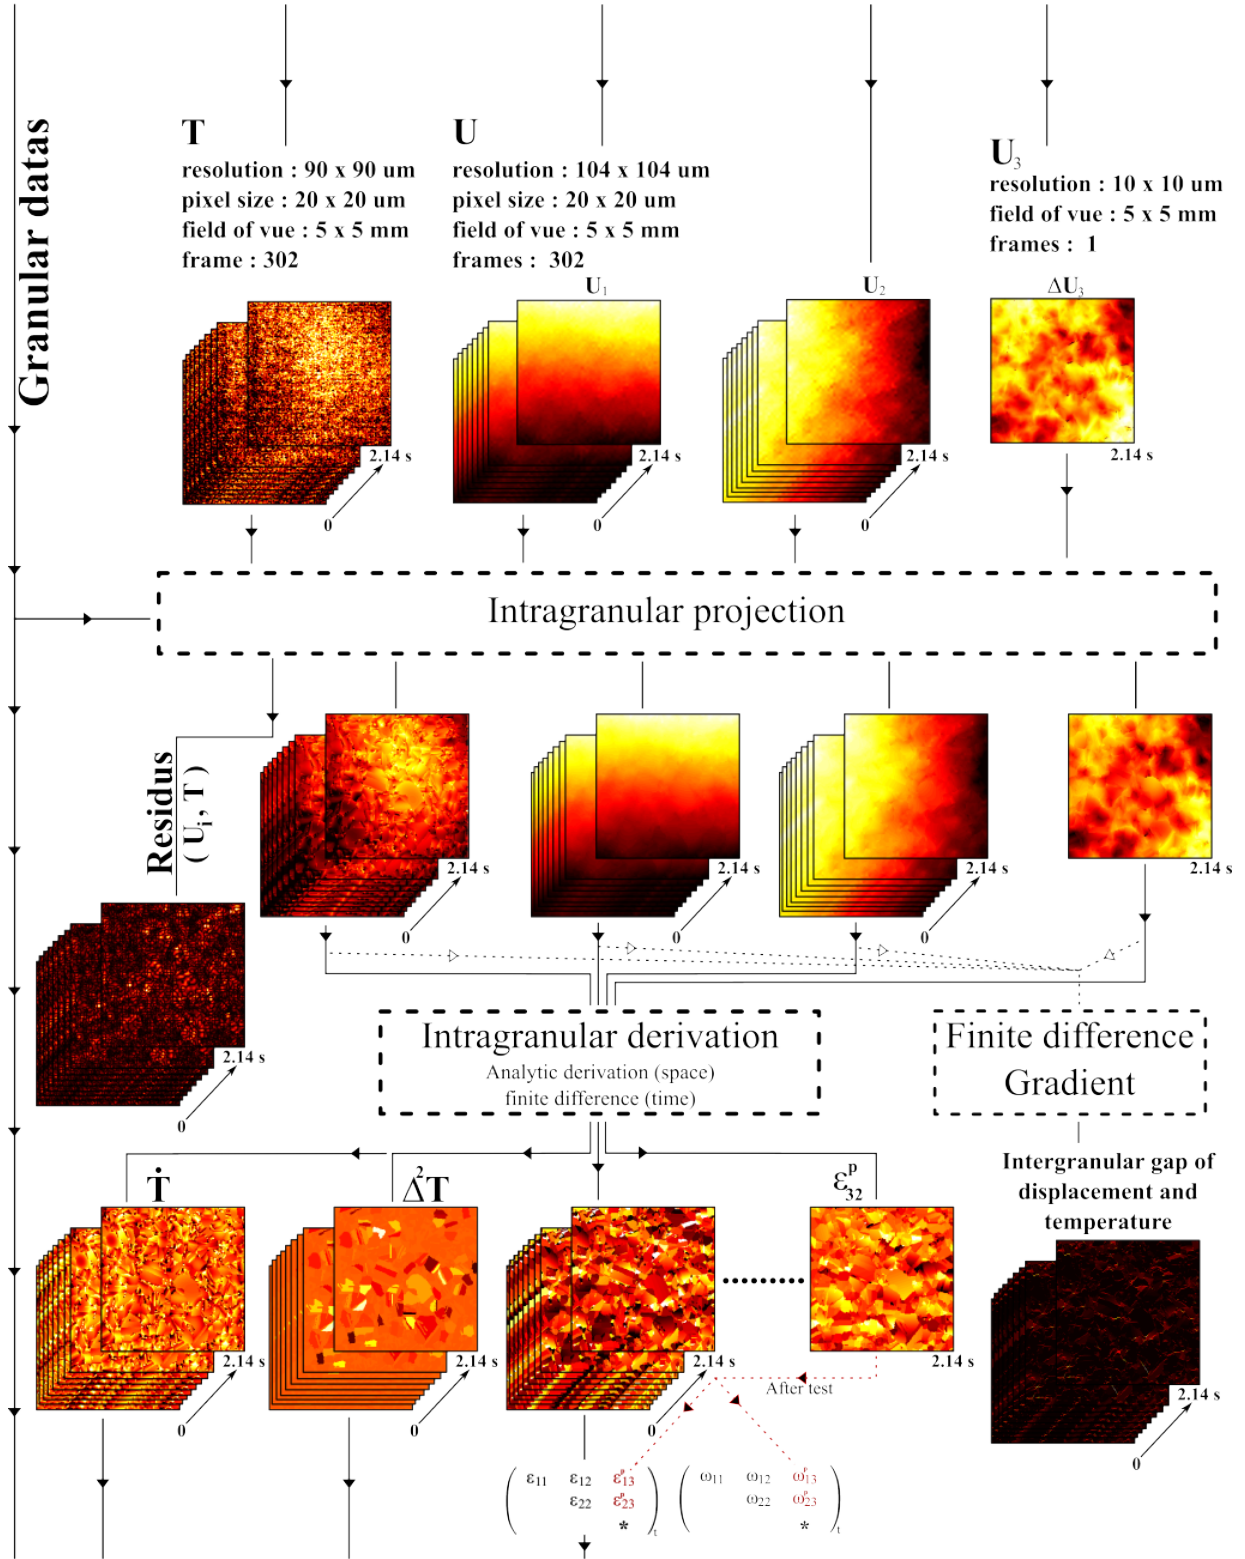 Granular datas
T
resolution : 90 x 90 um
pixel size : 20 x 20 um
field of vue : 5 x 5 mm
frame : 302
U
resolution : 104 x 104 um
pixel size : 20 x 20 um
field of vue : 5 x 5 mm
frames : 302
U₁
U₂
U₃
resolution : 10 x 10 um
field of vue : 5 x 5 mm
frames : 1
ΔU₃
2.14 s
0
2.14 s
0
2.14 s
0
2.14 s
Intragranular projection
Residus
( Uᵢ , T )
2.14 s
0
2.14 s
0
2.14 s
0
2.14 s
2.14 s
0
Intragranular derivation
Analytic derivation (space)
finite difference (time)
Finite difference
Gradient
Intergranular gap of
displacement and
temperature
Ṫ
Δ²T
ε₃₂ᵖ
2.14 s
0
2.14 s
0
2.14 s
0
2.14 s
2.14 s
0
After test
ε₁₁ ε₁₂ ε₁₃ᵖ
ε₂₂ ε₂₃ᵖ
* t
ω₁₁ ω₁₂ ω₁₃ᵖ
ω₂₂ ω₂₃ᵖ
* t